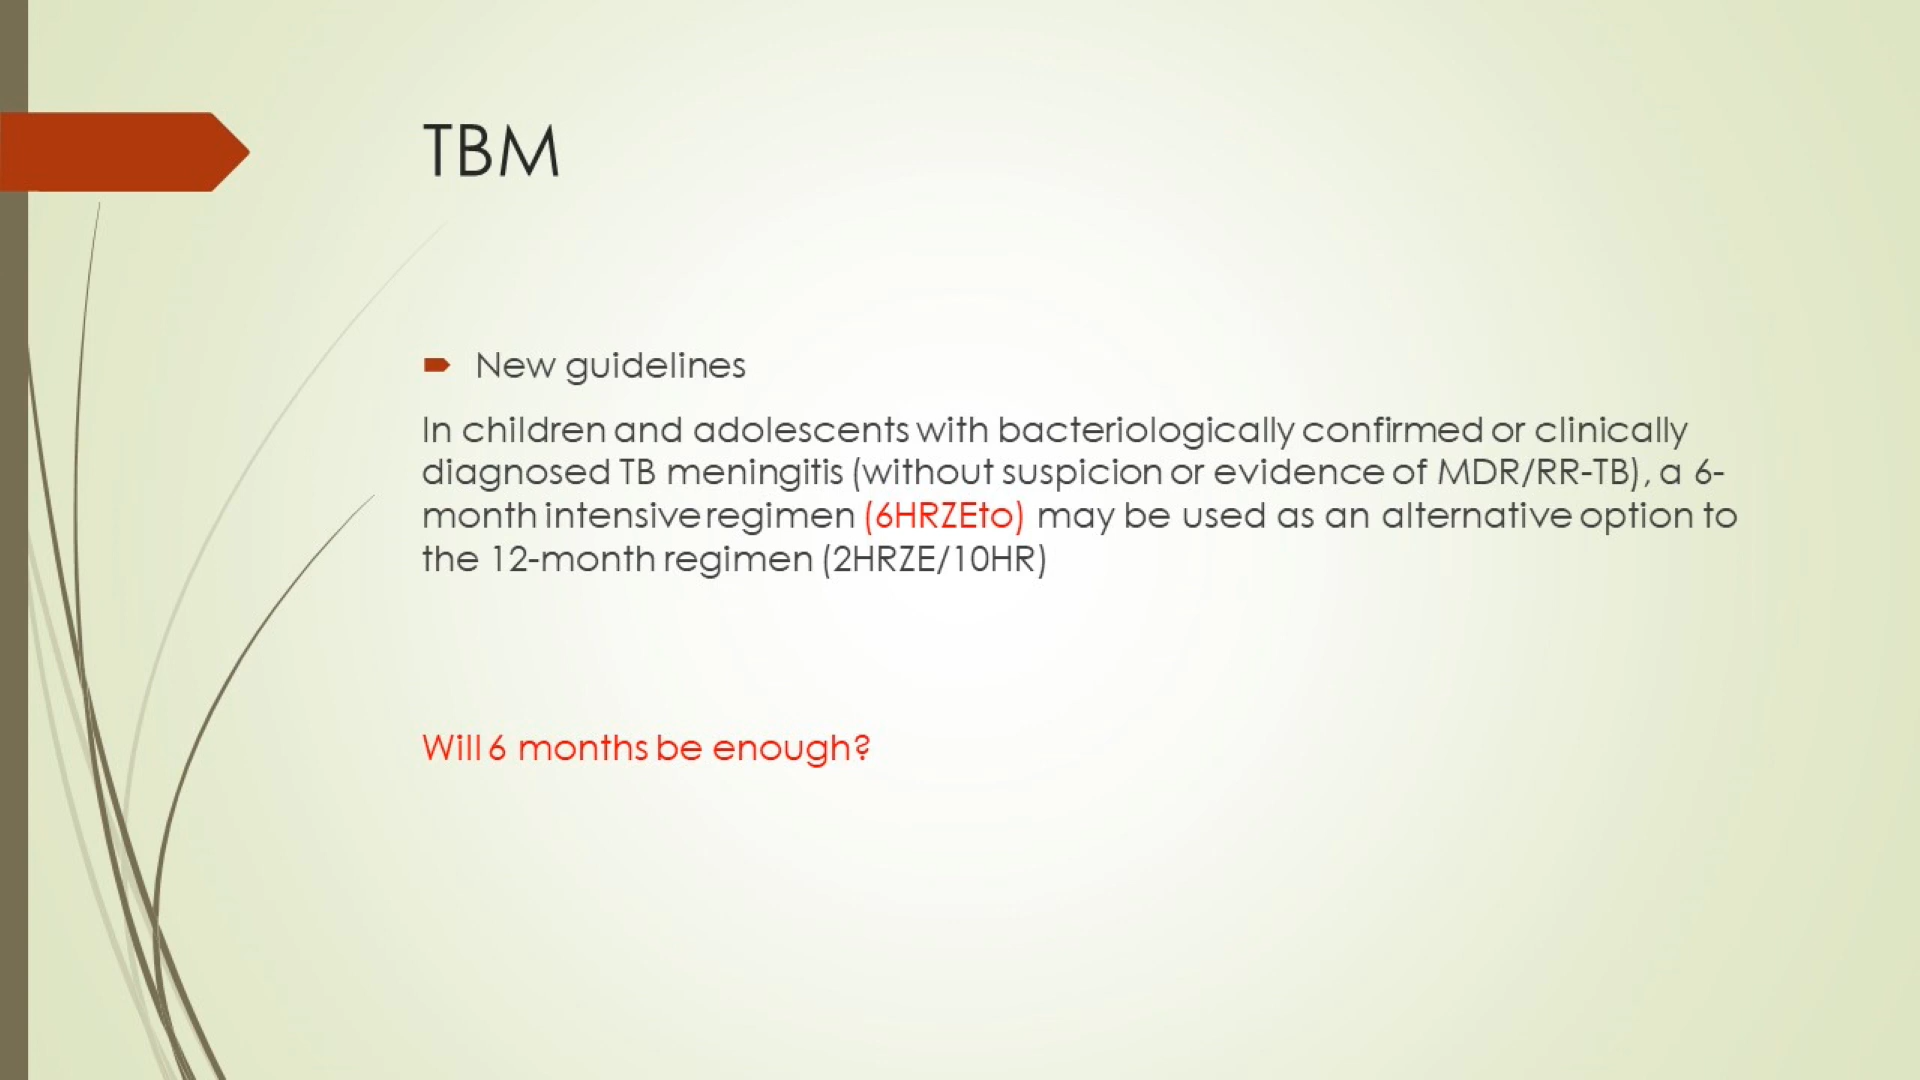 TBM
New guidelines
In children and adolescents with bacteriologically confirmed or clinically
diagnosed TB meningitis (without suspicion or evidence of MDR/RR-TB), a 6-
month intensive regimen (6HRZEto) may be used as an alternative option to
the 12-month regimen (2HRZE/10HR)
Will 6 months be enough?